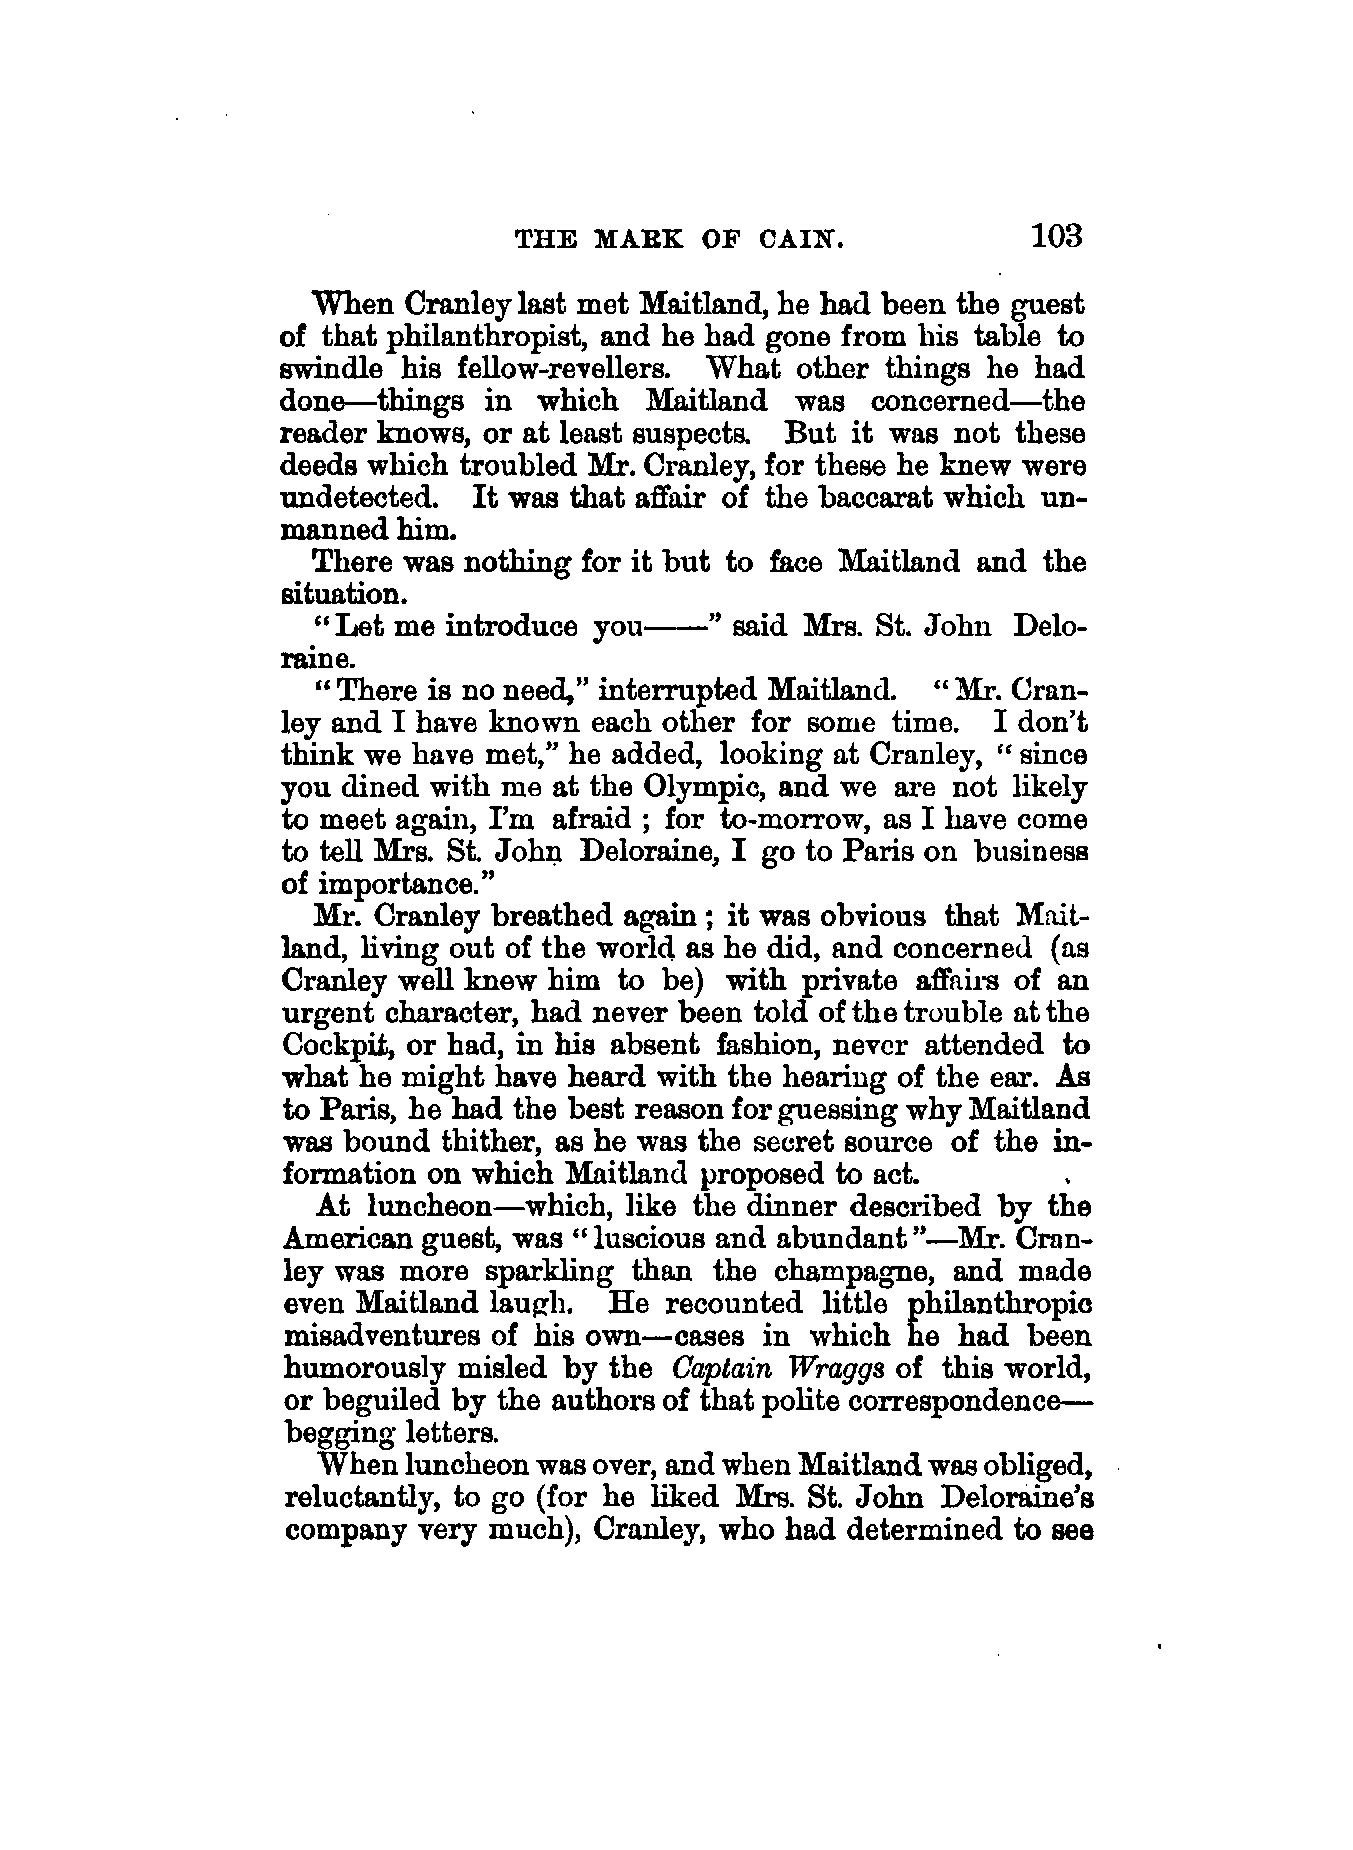 THE MARK OF CAIN. 103
When Cranley last met Maitland, he had been the guest
of that philanthropist, and he had gone from his table to
swindle his fellow-revellers. What other things he had
done—things in which Maitland was concerned—the
reader knows, or at least suspects. But it was not these
deeds which troubled Mr. Cranley, for these he knew were
undetected. It was that affair of the baccarat which un-
manned him.
There was nothing for it but to face Maitland and the
situation.
“Let me introduce you——” said Mrs. St. John Delo-
raine.
“There is no need,” interrupted Maitland. “Mr. Cran-
ley and I have known each other for some time. I don’t
think we have met,” he added, looking at Cranley, “since
you dined with me at the Olympic, and we are not likely
to meet again, I’m afraid ; for to-morrow, as I have come
to tell Mrs. St. John Deloraine, I go to Paris on business
of importance.”
Mr. Cranley breathed again ; it was obvious that Mait-
land, living out of the world as he did, and concerned (as
Cranley well knew him to be) with private affairs of an
urgent character, had never been told of the trouble at the
Cockpit, or had, in his absent fashion, never attended to
what he might have heard with the hearing of the ear. As
to Paris, he had the best reason for guessing why Maitland
was bound thither, as he was the secret source of the in-
formation on which Maitland proposed to act.
At luncheon—which, like the dinner described by the
American guest, was “luscious and abundant”—Mr. Cran-
ley was more sparkling than the champagne, and made
even Maitland laugh. He recounted little philanthropic
misadventures of his own—cases in which he had been
humorously misled by the Captain Wraggs of this world,
or beguiled by the authors of that polite correspondence—
begging letters.
When luncheon was over, and when Maitland was obliged,
reluctantly, to go (for he liked Mrs. St. John Deloraine’s
company very much), Cranley, who had determined to see